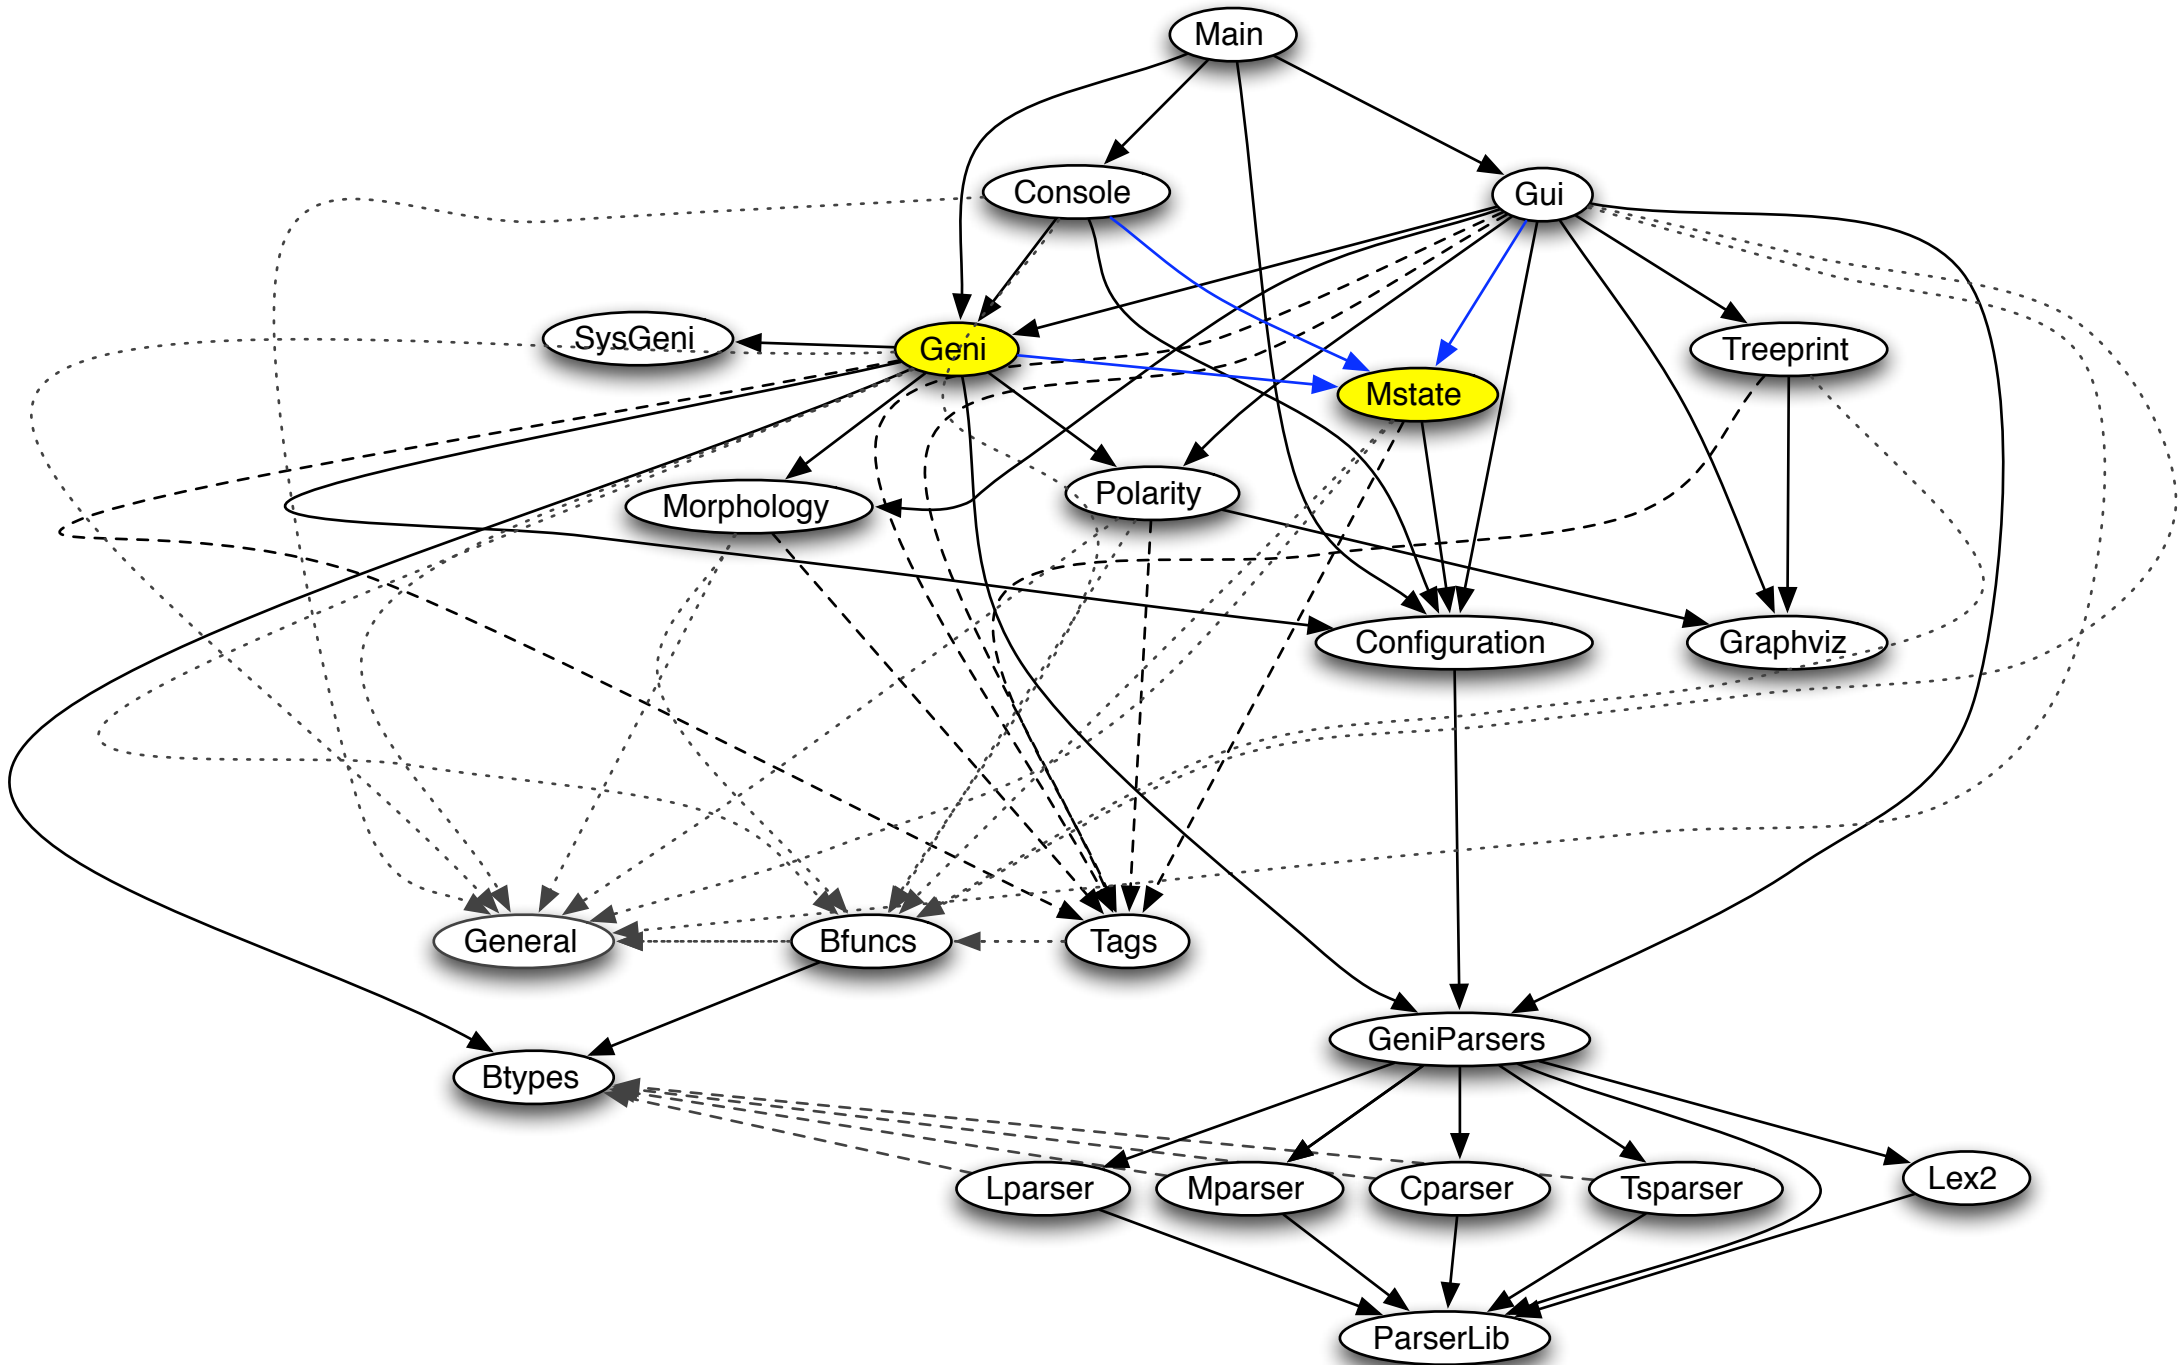 Main
Console
Gui
SysGeni
Geni
Treeprint
Mstate
Morphology
Polarity
Configuration
Graphviz
General
Bfuncs
Tags
GeniParsers
Btypes
Lparser
Mparser
Cparser
Tsparser
Lex2
ParserLib